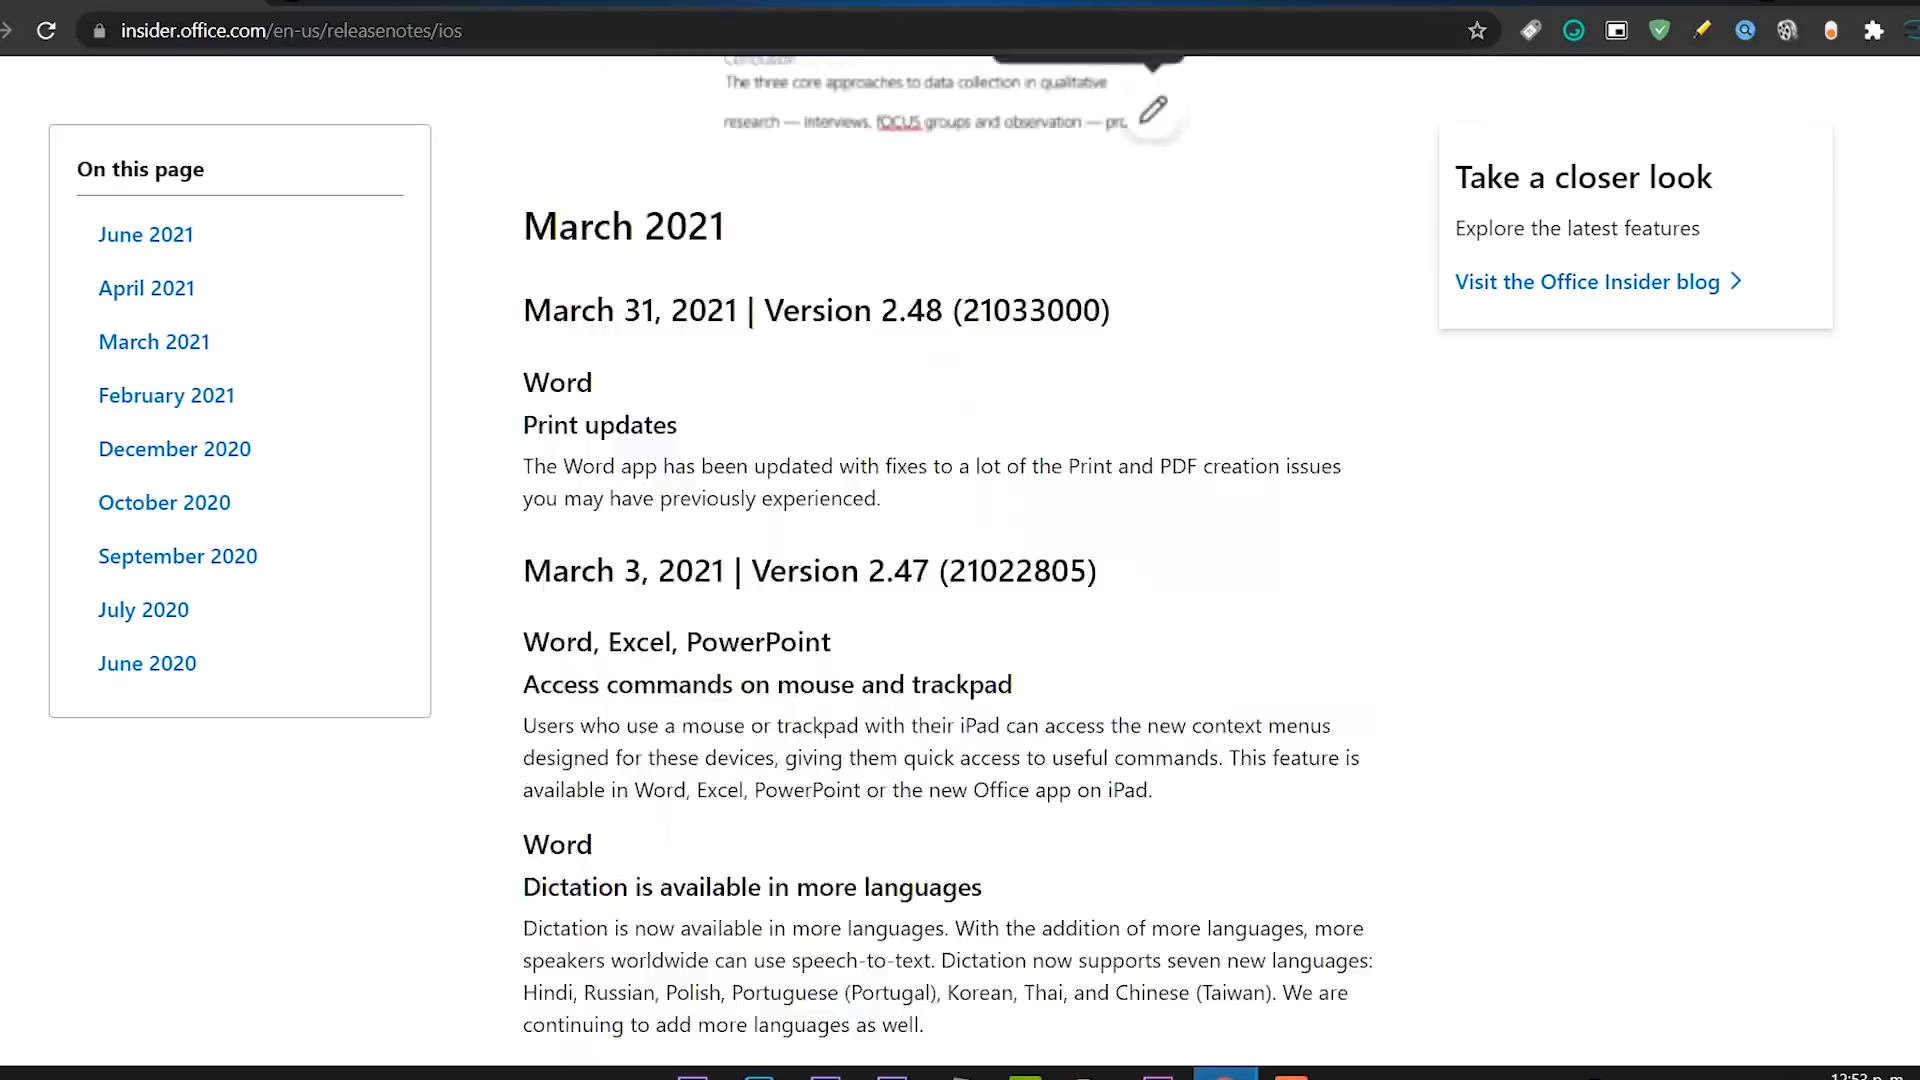 insider.office.com/en-us/releasenotes/ios
Conclusion
The three core approaches to data collection in qualitative
research — interviews, fOCUS groups and observation —
On this page
June 2021
April 2021
March 2021
February 2021
December 2020
October 2020
September 2020
July 2020
June 2020
March 2021
March 31, 2021 | Version 2.48 (21033000)
Word
Print updates
The Word app has been updated with fixes to a lot of the Print and PDF creation issues
you may have previously experienced.
March 3, 2021 | Version 2.47 (21022805)
Word, Excel, PowerPoint
Access commands on mouse and trackpad
Users who use a mouse or trackpad with their iPad can access the new context menus
designed for these devices, giving them quick access to useful commands. This feature is
available in Word, Excel, PowerPoint or the new Office app on iPad.
Word
Dictation is available in more languages
Dictation is now available in more languages. With the addition of more languages, more
speakers worldwide can use speech-to-text. Dictation now supports seven new languages:
Hindi, Russian, Polish, Portuguese (Portugal), Korean, Thai, and Chinese (Taiwan). We are
continuing to add more languages as well.
Take a closer look
Explore the latest features
Visit the Office Insider blog
12:53 p. m.